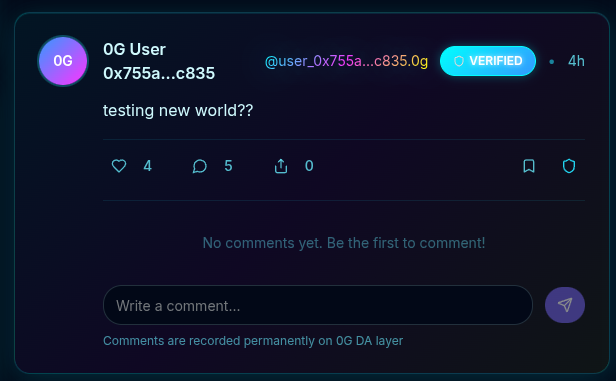 0G
0G User
0x755a...c835
@user_0x755a...c835.0g
VERIFIED
• 4h
testing new world??
4 5 0
No comments yet. Be the first to comment!
Write a comment...
Comments are recorded permanently on 0G DA layer